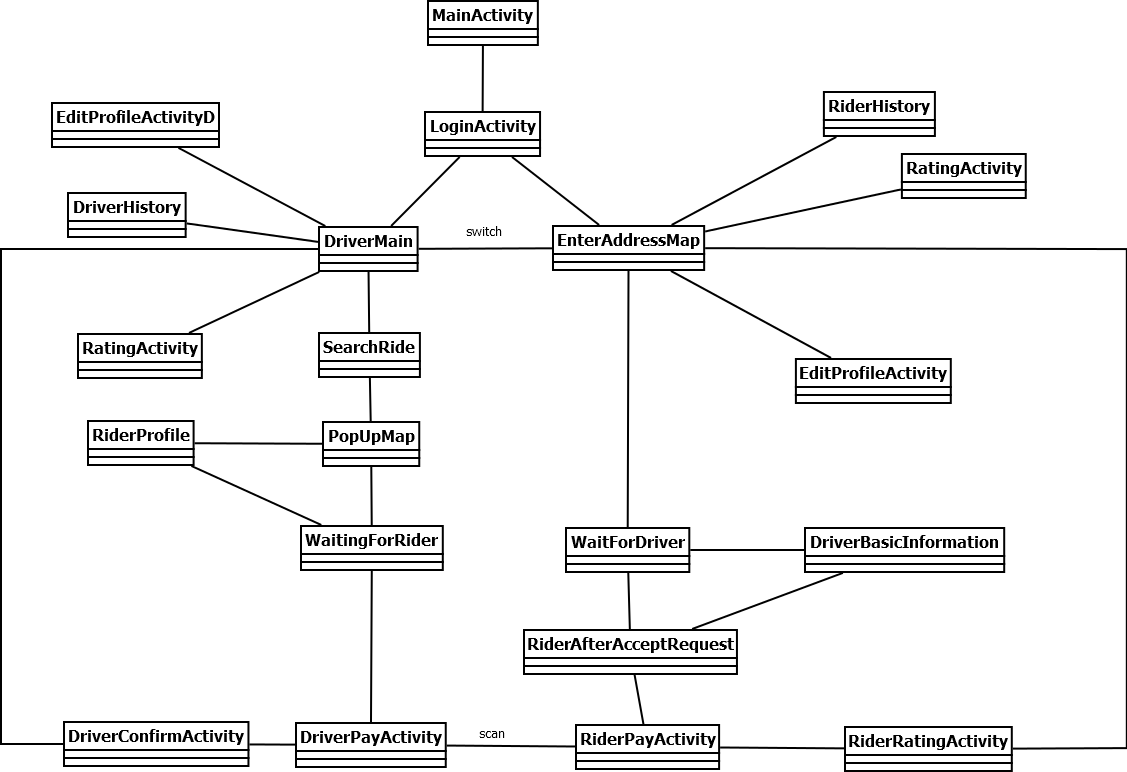 MainActivity
EditProfileActivityD
LoginActivity
RiderHistory
RatingActivity
DriverHistory
DriverMain
switch
EnterAddressMap
RatingActivity
SearchRide
EditProfileActivity
RiderProfile
PopUpMap
WaitingForRider
WaitForDriver
DriverBasicInformation
RiderAfterAcceptRequest
DriverConfirmActivity
DriverPayActivity
scan
RiderPayActivity
RiderRatingActivity